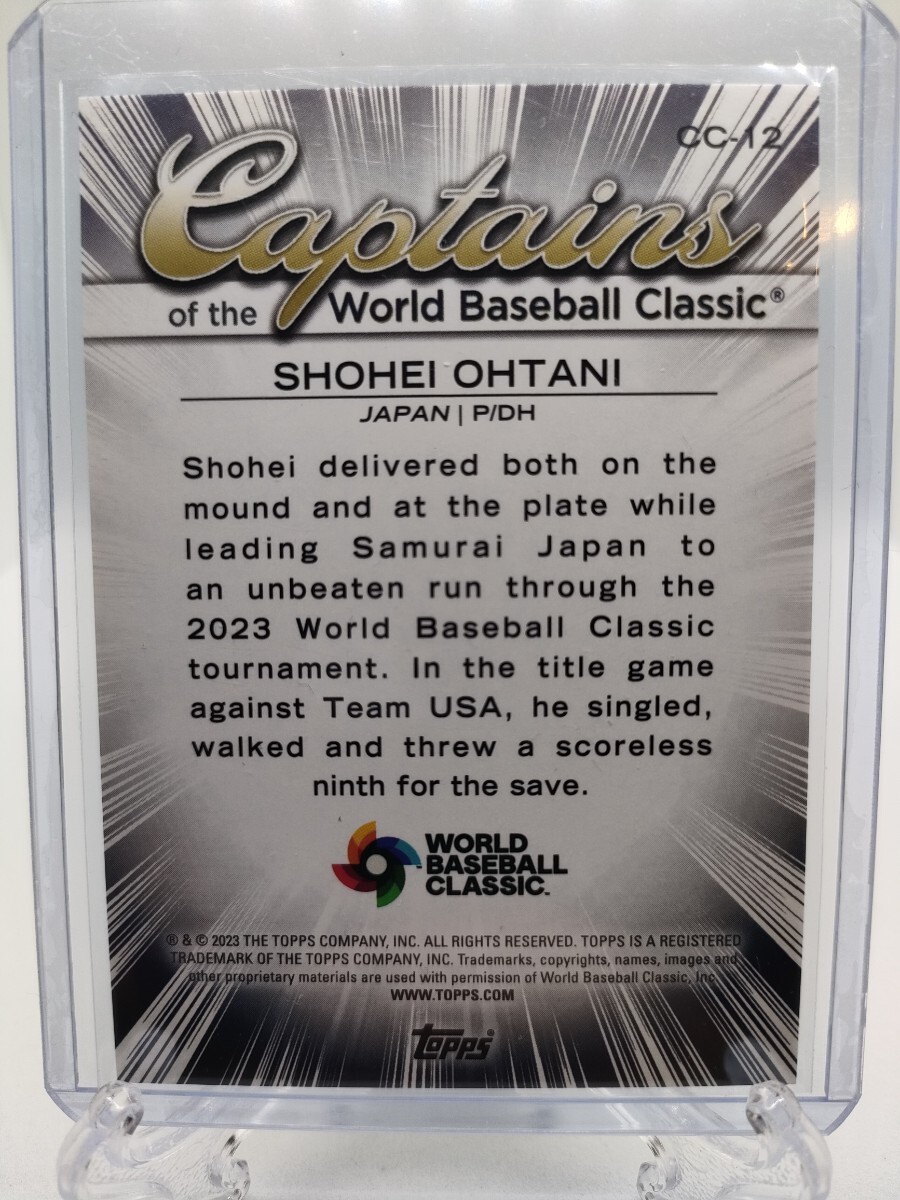 CC-12
Captains
of the World Baseball Classic®
SHOHEI OHTANI
JAPAN | P/DH
Shohei delivered both on the
mound and at the plate while
leading Samurai Japan to
an unbeaten run through the
2023 World Baseball Classic
tournament. In the title game
against Team USA, he singled,
walked and threw a scoreless
ninth for the save.
WORLD
BASEBALL
CLASSIC™
® & © 2023 THE TOPPS COMPANY, INC. ALL RIGHTS RESERVED. TOPPS IS A REGISTERED
TRADEMARK OF THE TOPPS COMPANY, INC. Trademarks, copyrights, names, images and
other proprietary materials are used with permission of World Baseball Classic, Inc.
WWW.TOPPS.COM
topps®